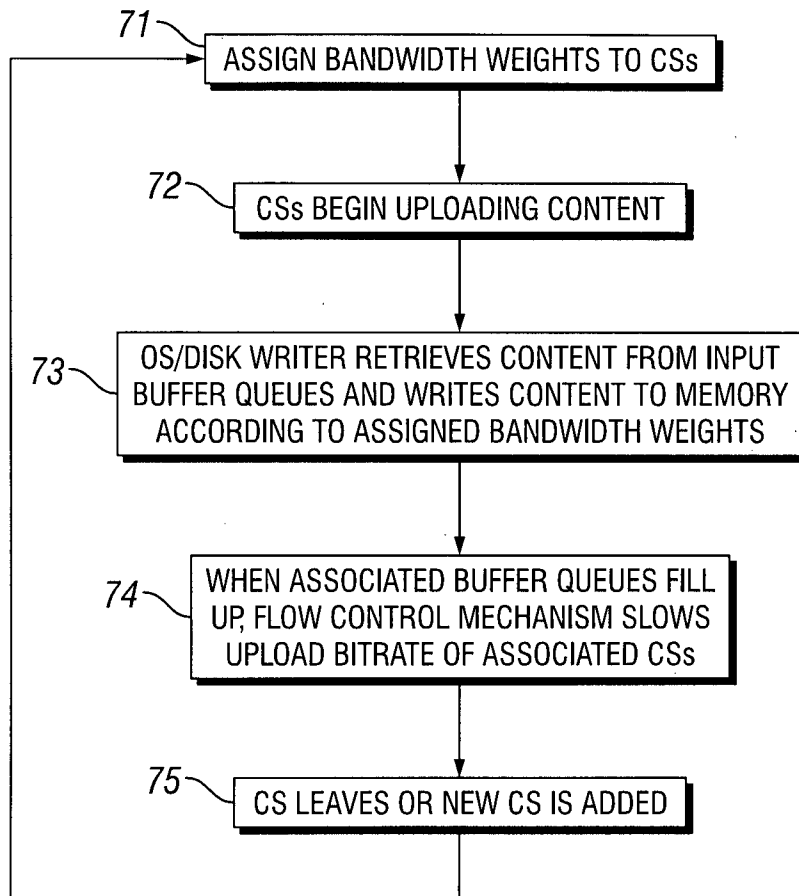 71
ASSIGN BANDWIDTH WEIGHTS TO CSs
72
CSs BEGIN UPLOADING CONTENT
73
OS/DISK WRITER RETRIEVES CONTENT FROM INPUT
BUFFER QUEUES AND WRITES CONTENT TO MEMORY
ACCORDING TO ASSIGNED BANDWIDTH WEIGHTS
74
WHEN ASSOCIATED BUFFER QUEUES FILL
UP, FLOW CONTROL MECHANISM SLOWS
UPLOAD BITRATE OF ASSOCIATED CSs
75
CS LEAVES OR NEW CS IS ADDED